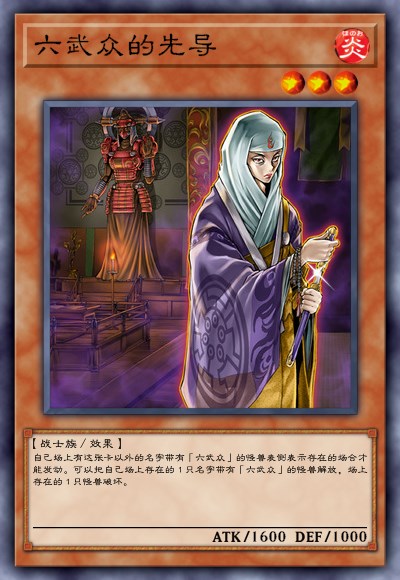 六武众的先导
ほのお
炎
【战士族／效果】
自己场上有这张卡以外的名字带有「六武众」的怪兽表侧表示存在的场合才
能发动。可以把自己场上存在的1只名字带有「六武众」的怪兽解放，场上
存在的1只怪兽破坏。
ATK/1600 DEF/1000